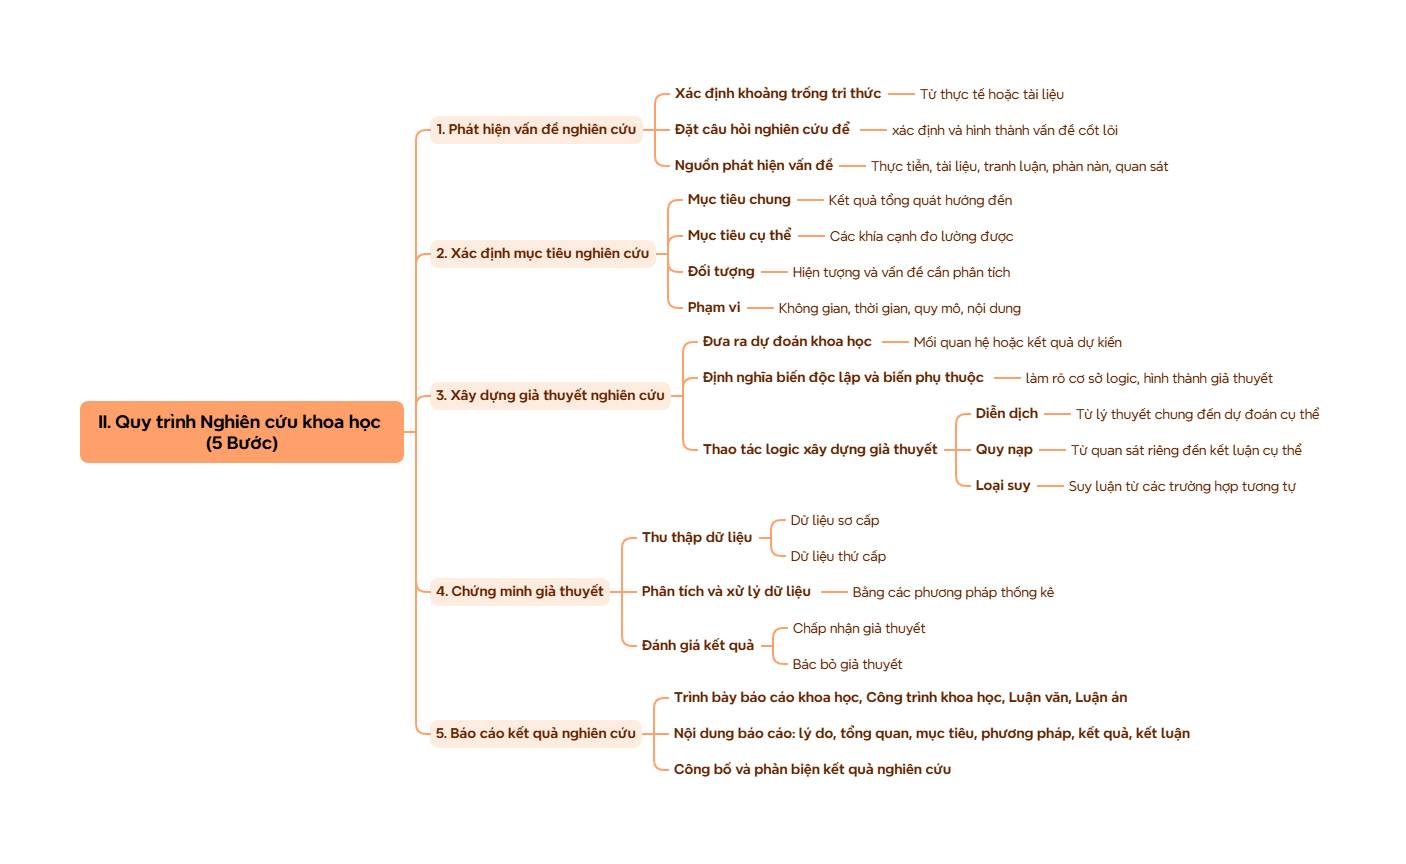 II. Quy trình Nghiên cứu khoa học
(5 Bước)
1. Phát hiện vấn đề nghiên cứu
Xác định khoảng trống tri thức
Từ thực tế hoặc tài liệu
Đặt câu hỏi nghiên cứu để
xác định và hình thành vấn đề cốt lõi
Nguồn phát hiện vấn đề
Thực tiễn, tài liệu, tranh luận, phàn nàn, quan sát
2. Xác định mục tiêu nghiên cứu
Mục tiêu chung
Kết quả tổng quát hướng đến
Mục tiêu cụ thể
Các khía cạnh đo lường được
Đối tượng
Hiện tượng và vấn đề cần phân tích
Phạm vi
Không gian, thời gian, quy mô, nội dung
3. Xây dựng giả thuyết nghiên cứu
Đưa ra dự đoán khoa học
Mối quan hệ hoặc kết quả dự kiến
Định nghĩa biến độc lập và biến phụ thuộc
làm rõ cơ sở logic, hình thành giả thuyết
Thao tác logic xây dựng giả thuyết
Diễn dịch
Từ lý thuyết chung đến dự đoán cụ thể
Quy nạp
Từ quan sát riêng đến kết luận cụ thể
Loại suy
Suy luận từ các trường hợp tương tự
4. Chứng minh giả thuyết
Thu thập dữ liệu
Dữ liệu sơ cấp
Dữ liệu thứ cấp
Phân tích và xử lý dữ liệu
Bằng các phương pháp thống kê
Đánh giá kết quả
Chấp nhận giả thuyết
Bác bỏ giả thuyết
5. Báo cáo kết quả nghiên cứu
Trình bày báo cáo khoa học, Công trình khoa học, Luận văn, Luận án
Nội dung báo cáo: lý do, tổng quan, mục tiêu, phương pháp, kết quả, kết luận
Công bố và phản biện kết quả nghiên cứu